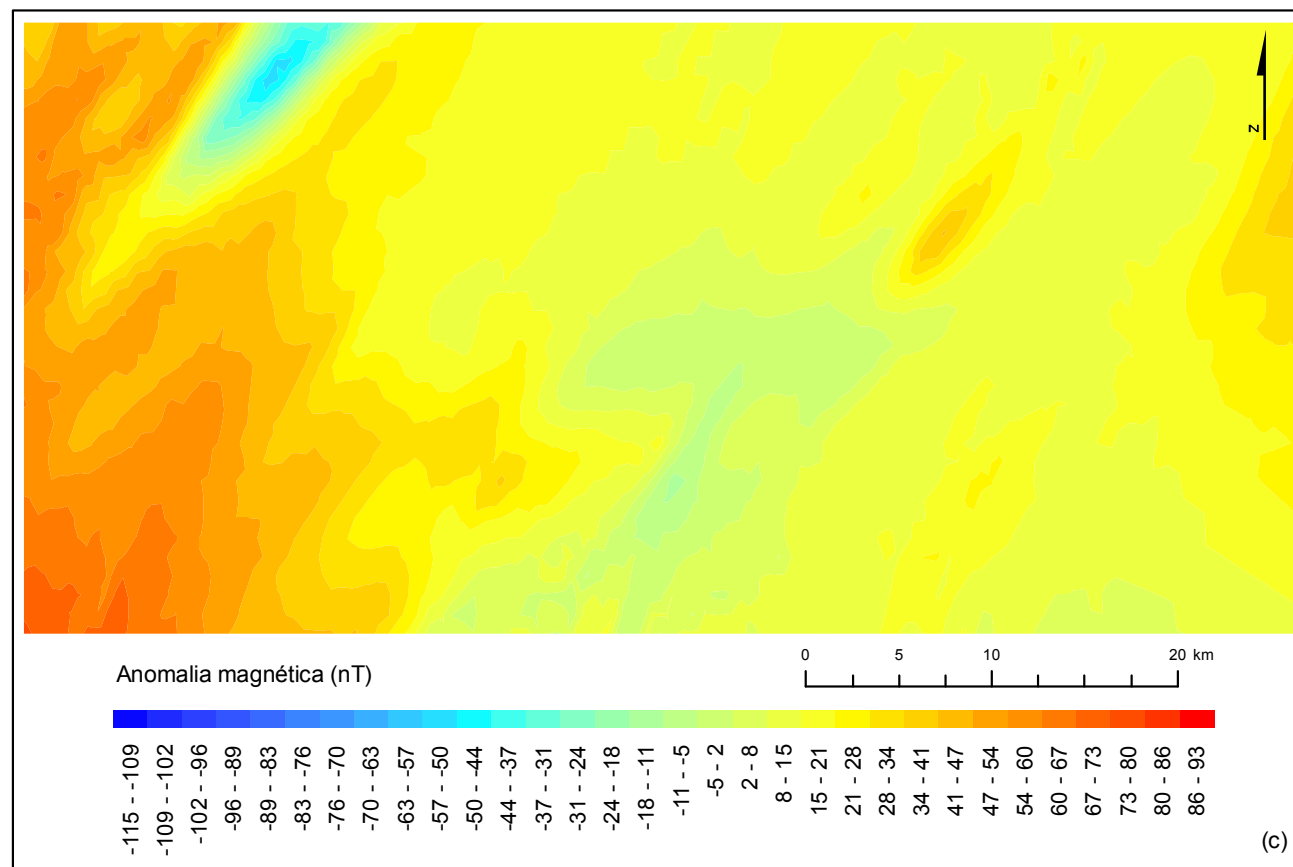 N
Anomalia magnética (nT)
0 5 10 20 km
-115 - -109
-109 - -102
-102 - -96
-96 - -89
-89 - -83
-83 - -76
-76 - -70
-70 - -63
-63 - -57
-57 - -50
-50 - -44
-44 - -37
-37 - -31
-31 - -24
-24 - -18
-18 - -11
-11 - -5
-5 - 2
2 - 8
8 - 15
15 - 21
21 - 28
28 - 34
34 - 41
41 - 47
47 - 54
54 - 60
60 - 67
67 - 73
73 - 80
80 - 86
86 - 93
(c)